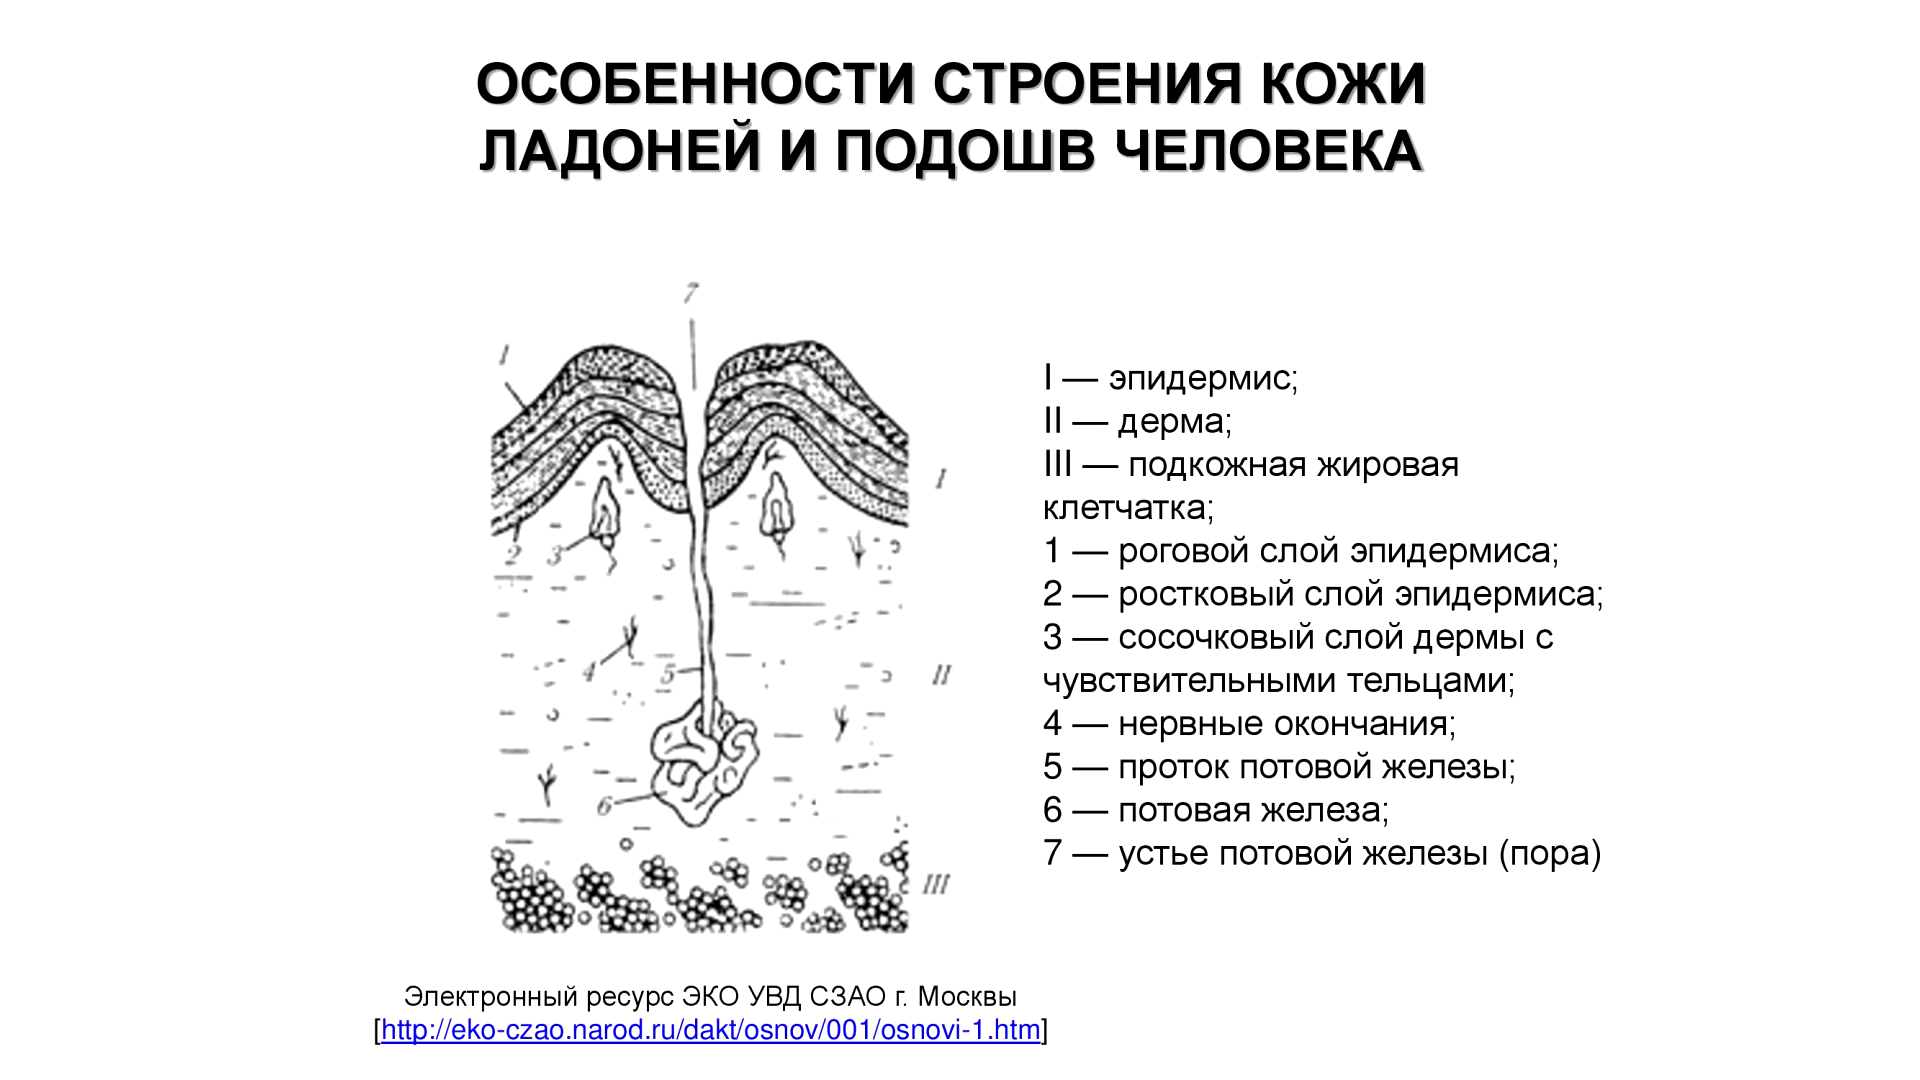 ОСОБЕННОСТИ СТРОЕНИЯ КОЖИ
ЛАДОНЕЙ И ПОДОШВ ЧЕЛОВЕКА
7
1
I
2
3
4
5
II
6
III
I — эпидермис;
II — дерма;
III — подкожная жировая
клетчатка;
1 — роговой слой эпидермиса;
2 — ростковый слой эпидермиса;
3 — сосочковый слой дермы с
чувствительными тельцами;
4 — нервные окончания;
5 — проток потовой железы;
6 — потовая железа;
7 — устье потовой железы (пора)
Электронный ресурс ЭКО УВД СЗАО г. Москвы
[http://eko-czao.narod.ru/dakt/osnov/001/osnovi-1.htm]